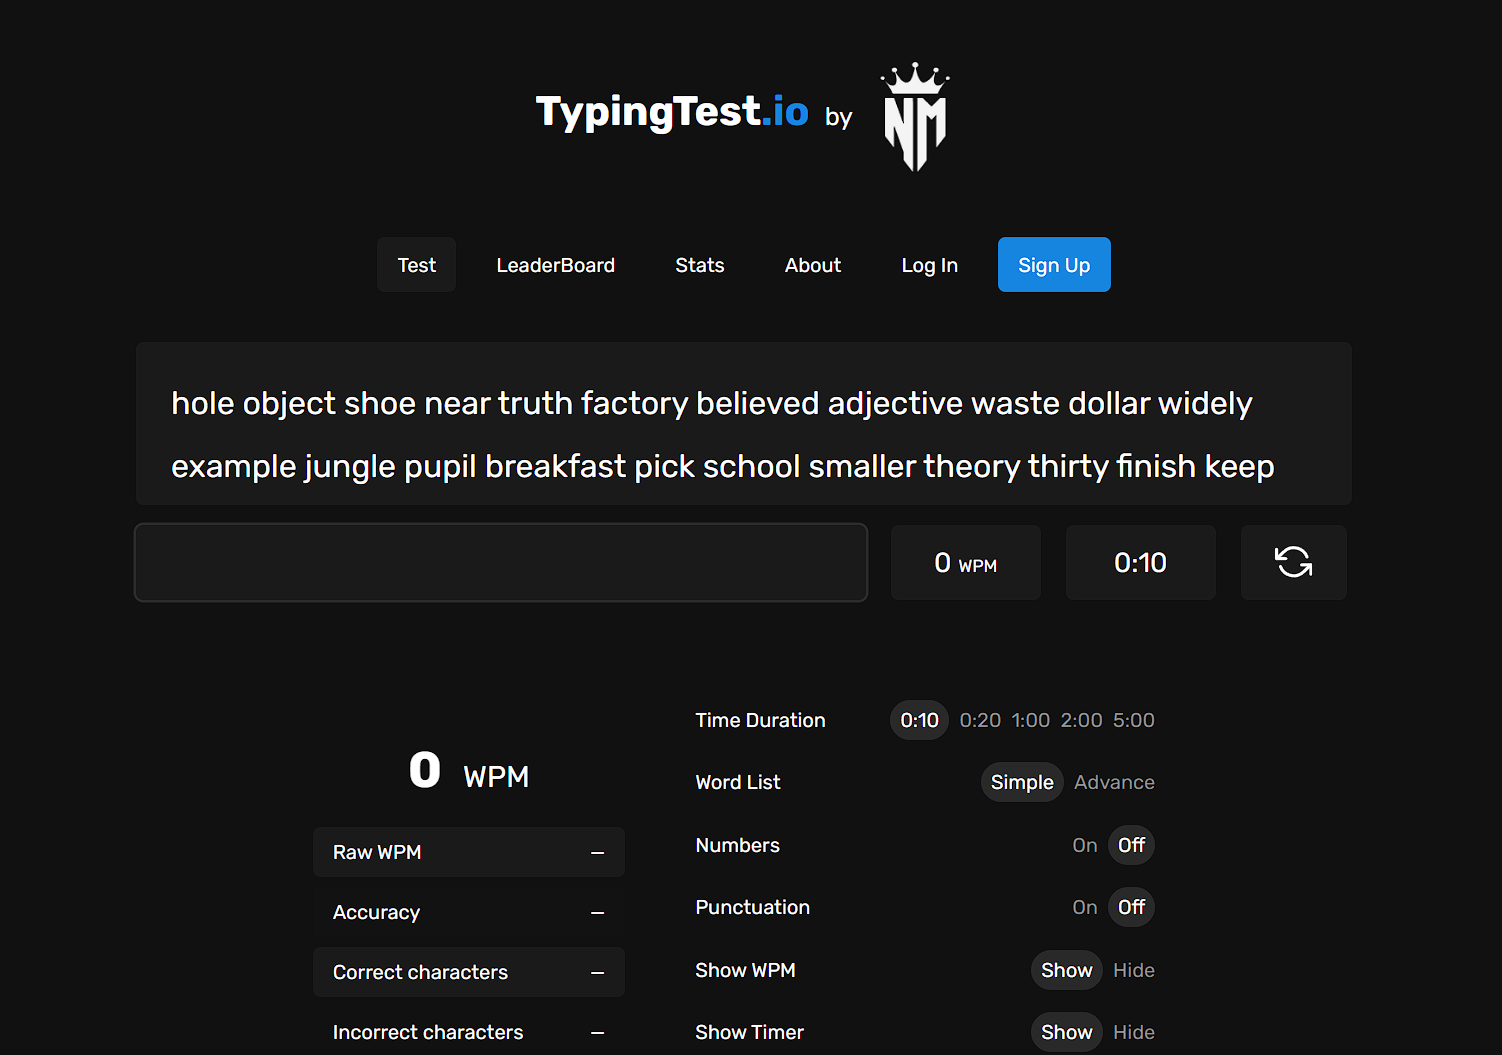 TypingTest.io by NM
Test LeaderBoard Stats About Log In Sign Up
hole object shoe near truth factory believed adjective waste dollar widely
example jungle pupil breakfast pick school smaller theory thirty finish keep
0 WPM 0:10
Time Duration 0:10 0:20 1:00 2:00 5:00
0 WPM
Word List Simple Advance
Raw WPM –
Numbers On Off
Accuracy –
Punctuation On Off
Correct characters –
Show WPM Show Hide
Incorrect characters –
Show Timer Show Hide